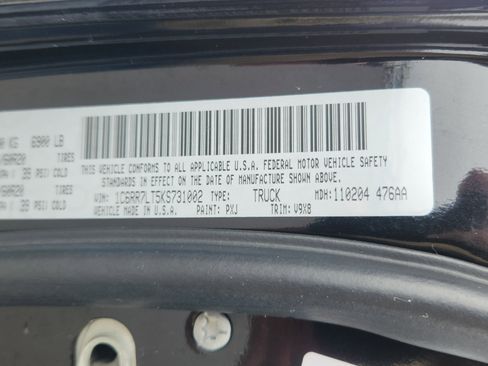 KG 6900 LB
TIRES
39 PSI/COLD
TIRES
39 PSI/COLD
THIS VEHICLE CONFORMS TO ALL APPLICABLE U.S.A. FEDERAL MOTOR VEHICLE SAFETY
STANDARDS IN EFFECT ON THE DATE OF MANUFACTURE SHOWN ABOVE.
VIN: 1C6RR7LT5KS731002 TYPE: TRUCK MDH: 110204 476AA
MADE IN U.S.A. PAINT: PXJ TRIM: V9X8